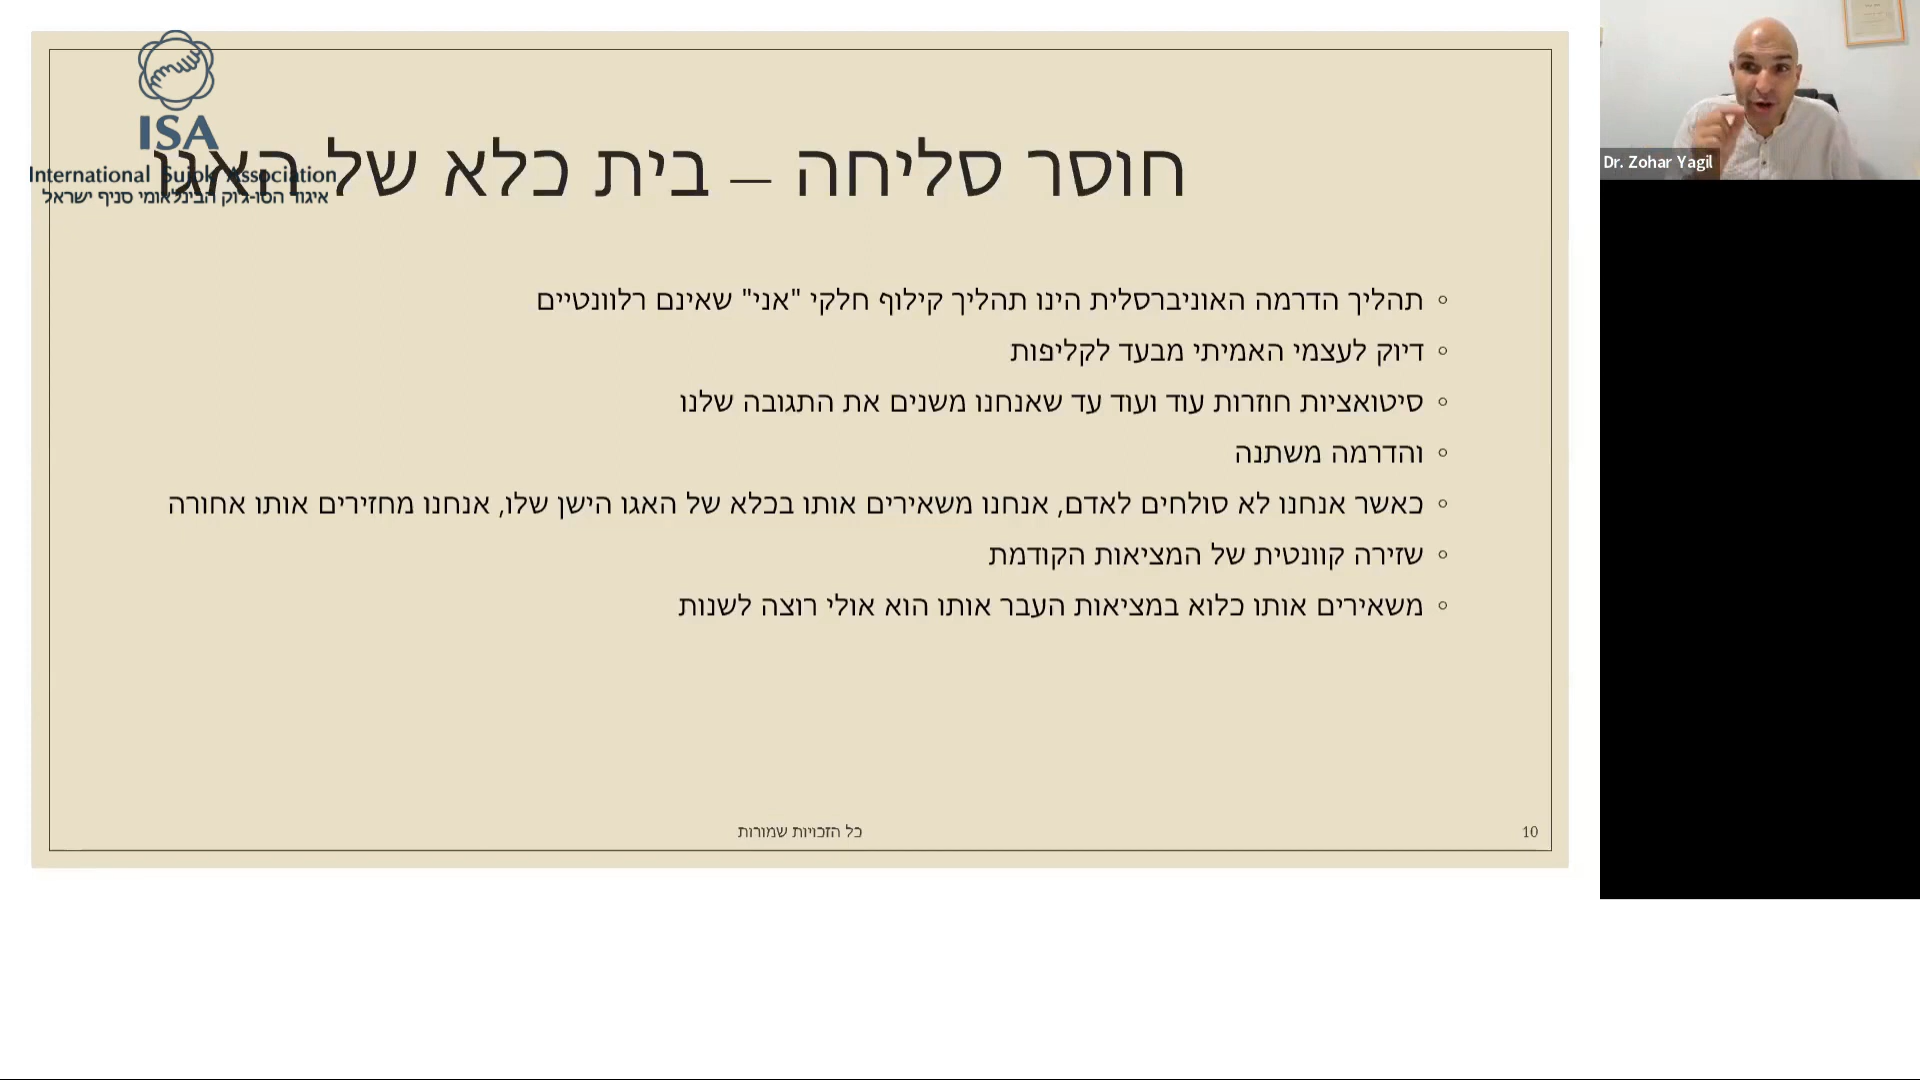 ISA
International Sujok Association
איגוד הסו-ג'וק הבינלאומי סניף ישראל
חוסר סליחה – בית כלא של האגו
◦ תהליך הדרמה האוניברסלית הינו תהליך קילוף חלקי "אני" שאינם רלוונטיים
◦ דיוק לעצמי האמיתי מבעד לקליפות
◦ סיטואציות חוזרות עוד ועוד עד שאנחנו משנים את התגובה שלנו
◦ והדרמה משתנה
◦ כאשר אנחנו לא סולחים לאדם, אנחנו משאירים אותו בכלא של האגו הישן שלו, אנחנו מחזירים אותו אחורה
◦ שזירה קוונטית של המציאות הקודמת
◦ משאירים אותו כלוא במציאות העבר אותו הוא אולי רוצה לשנות
כל הזכויות שמורות
10
Dr. Zohar Yagil